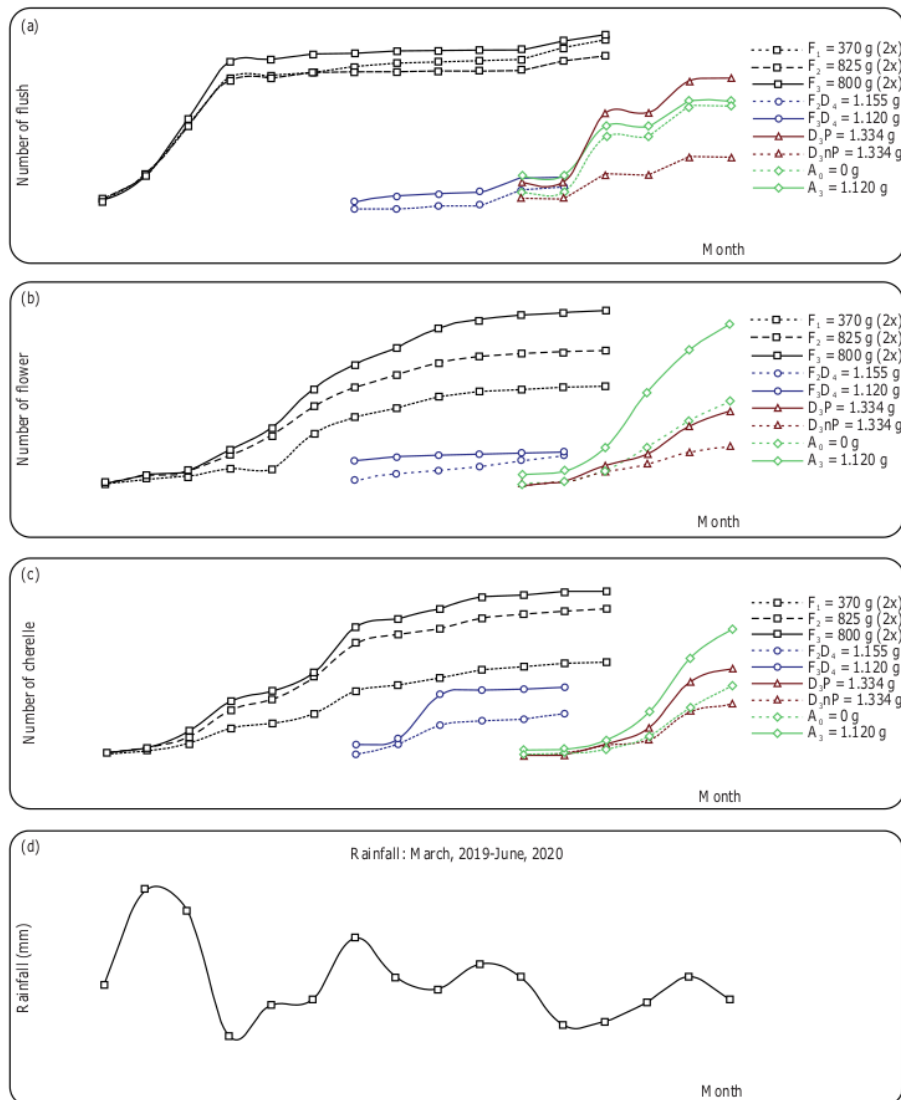 (a)
Number of flush
F₁ = 370 g (2x)
F₂ = 825 g (2x)
F₃ = 800 g (2x)
F₂D₄ = 1.155 g
F₃D₄ = 1.120 g
D₃P = 1.334 g
D₃nP = 1.334 g
A₀ = 0 g
A₃ = 1.120 g
Month
(b)
Number of flower
F₁ = 370 g (2x)
F₂ = 825 g (2x)
F₃ = 800 g (2x)
F₂D₄ = 1.155 g
F₃D₄ = 1.120 g
D₃P = 1.334 g
D₃nP = 1.334 g
A₀ = 0 g
A₃ = 1.120 g
Month
(c)
Number of cherelle
F₁ = 370 g (2x)
F₂ = 825 g (2x)
F₃ = 800 g (2x)
F₂D₄ = 1.155 g
F₃D₄ = 1.120 g
D₃P = 1.334 g
D₃nP = 1.334 g
A₀ = 0 g
A₃ = 1.120 g
Month
(d)
Rainfall: March, 2019-June, 2020
Rainfall (mm)
Month